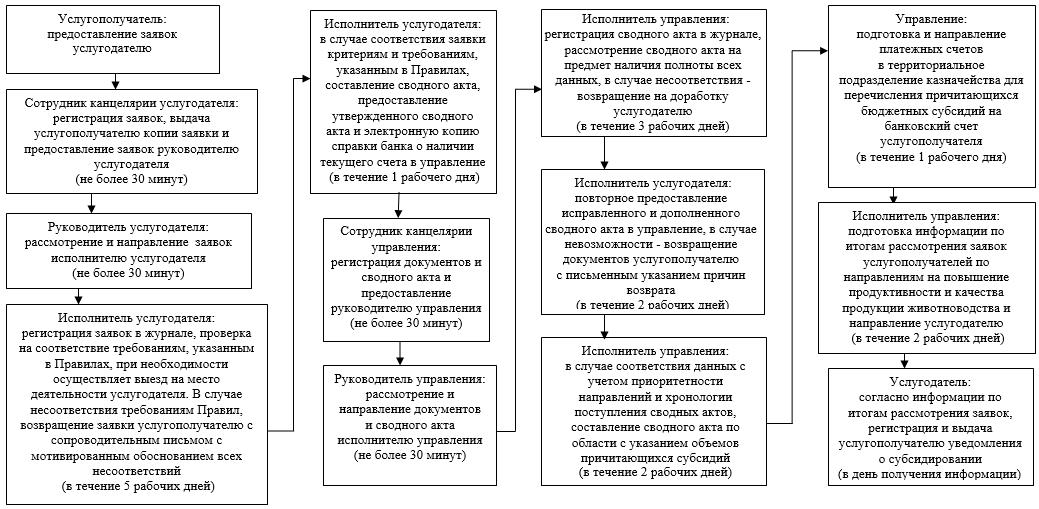 Услугополучатель:
предоставление заявок
услугодателю
Сотрудник канцелярии услугодателя:
регистрация заявок, выдача
услугополучателю копии заявки и
предоставление заявок руководителю
услугодателя
(не более 30 минут)
Руководитель услугодателя:
рассмотрение и направление заявок
исполнителю услугодателя
(не более 30 минут)
Исполнитель услугодателя:
регистрация заявок в журнале, проверка
на соответствие требованиям, указанным
в Правилах, при необходимости
осуществляет выезд на место
деятельности услугодателя. В случае
несоответствия требованиям Правил,
возвращение заявки услугополучателю с
сопроводительным письмом с
мотивированным обоснованием всех
несоответствий
(в течение 5 рабочих дней)
Исполнитель услугодателя:
в случае соответствия заявки
критериям и требованиям,
указанным в Правилах,
составление сводного акта,
предоставление
утвержденного сводного
акта и электронную копию
справки банка о наличии
текущего счета в управление
(в течение 1 рабочего дня)
Сотрудник канцелярии
управления:
регистрация документов и
сводного акта и
предоставление
руководителю управления
(не более 30 минут)
Руководитель управления:
рассмотрение и
направление документов
и сводного акта
исполнителю управления
(не более 30 минут)
Исполнитель управления:
регистрация сводного акта в журнале,
рассмотрение сводного акта на
предмет наличия полноты всех
данных, в случае несоответствия -
возвращение на доработку
услугодателю
(в течение 3 рабочих дней)
Исполнитель услугодателя:
повторное предоставление
исправленного и дополненного
сводного акта в управление, в случае
невозможности - возвращение
документов услугополучателю
с письменным указанием причин
возврата
(в течение 2 рабочих дней)
Исполнитель управления:
в случае соответствия данных с
учетом приоритетности
направлений и хронологии
поступления сводных актов,
составление сводного акта по
области с указанием объемов
причитающихся субсидий
(в течение 2 рабочих дней)
Управление:
подготовка и направление
платежных счетов
в территориальное
подразделение казначейства для
перечисления причитающихся
бюджетных субсидий на
банковский счет
услугополучателя
(в течение 1 рабочего дня)
Исполнитель управления:
подготовка информации по
итогам рассмотрения заявок
услугополучателей по
направлениям на повышение
продуктивности и качества
продукции животноводства и
направление услугодателю
(в течение 2 рабочих дней)
Услугодатель:
согласно информации по
итогам рассмотрения заявок,
регистрация и выдача
услугополучателю уведомления
о субсидировании
(в день получения информации)